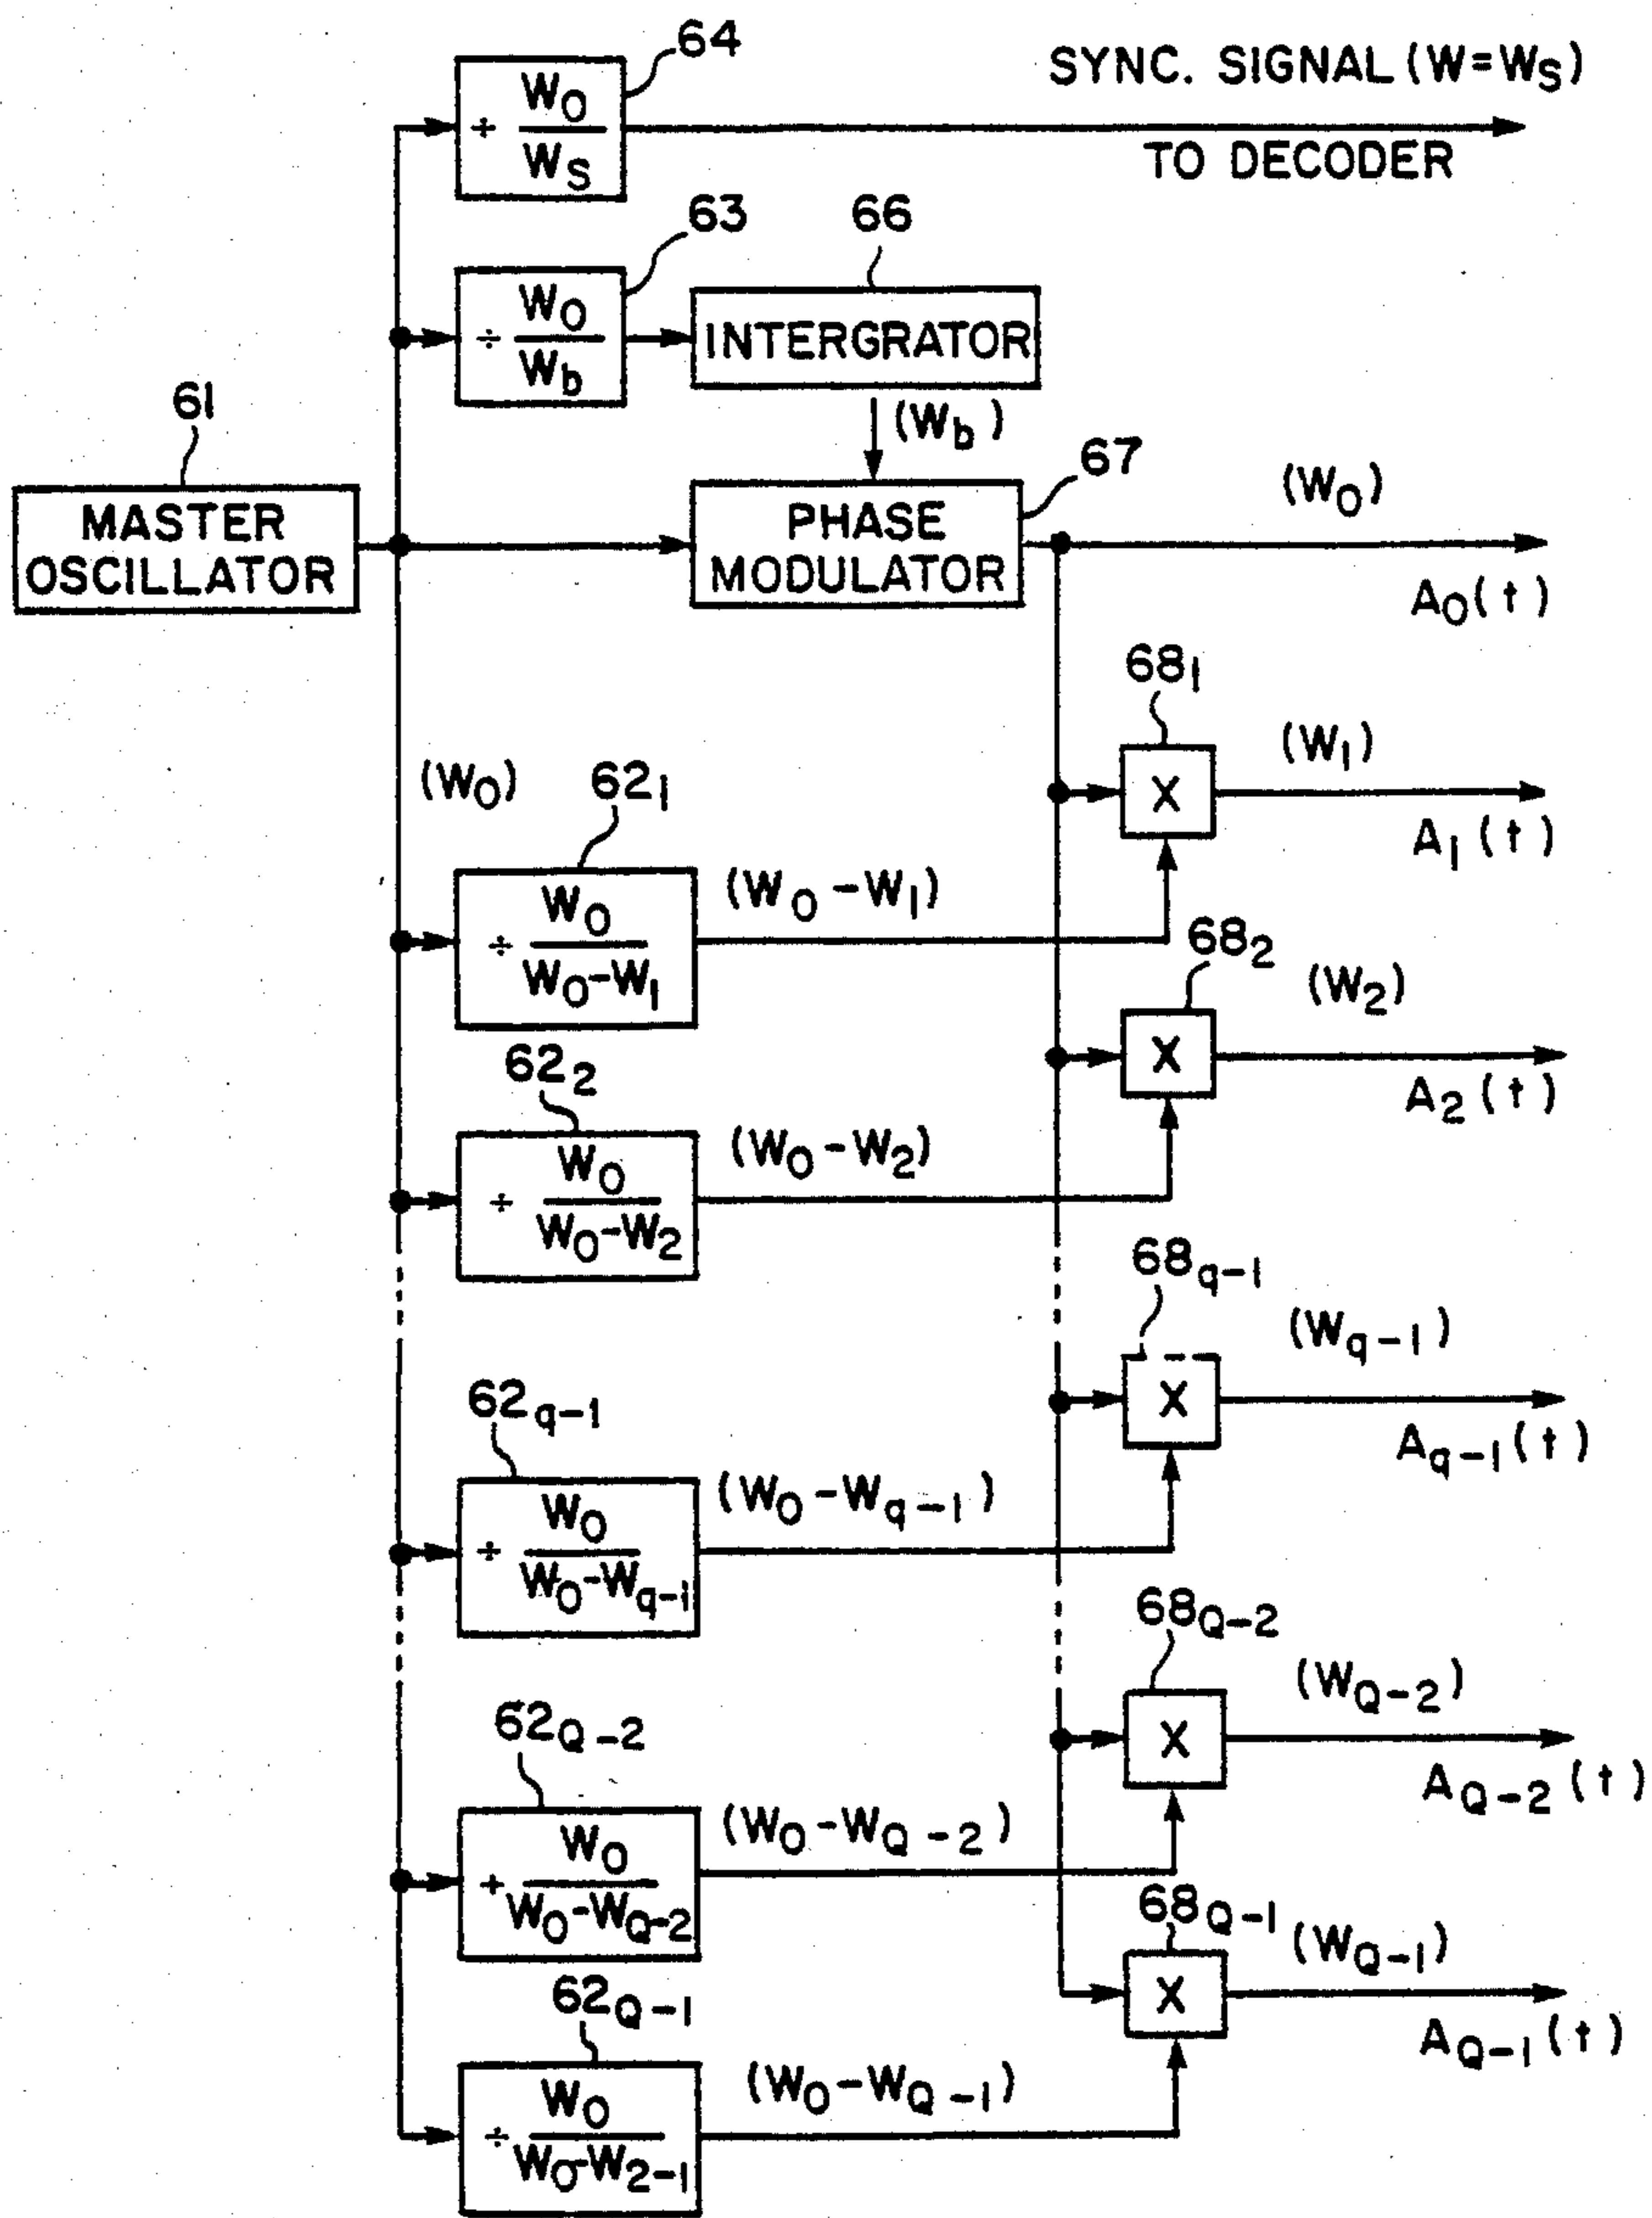 64
÷ W0/WS
SYNC. SIGNAL (W=WS)
TO DECODER
63
66
÷ W0/Wb
INTERGRATOR
(Wb)
61
67
MASTER
OSCILLATOR
PHASE
MODULATOR
(W0)
A0(t)
681
(W0)
621
(W1)
X
A1(t)
÷ W0/W0-W1
(W0-W1)
682
(W2)
X
A2(t)
622
÷ W0/W0-W2
(W0-W2)
68q-1
(Wq-1)
X
Aq-1(t)
62q-1
÷ W0/W0-Wq-1
(W0-Wq-1)
68Q-2
(WQ-2)
X
AQ-2(t)
62Q-2
+ W0/W0-WQ-2
(W0-WQ-2)
68Q-1
(WQ-1)
X
AQ-1(t)
62Q-1
÷ W0/W0-W2-1
(W0-WQ-1)